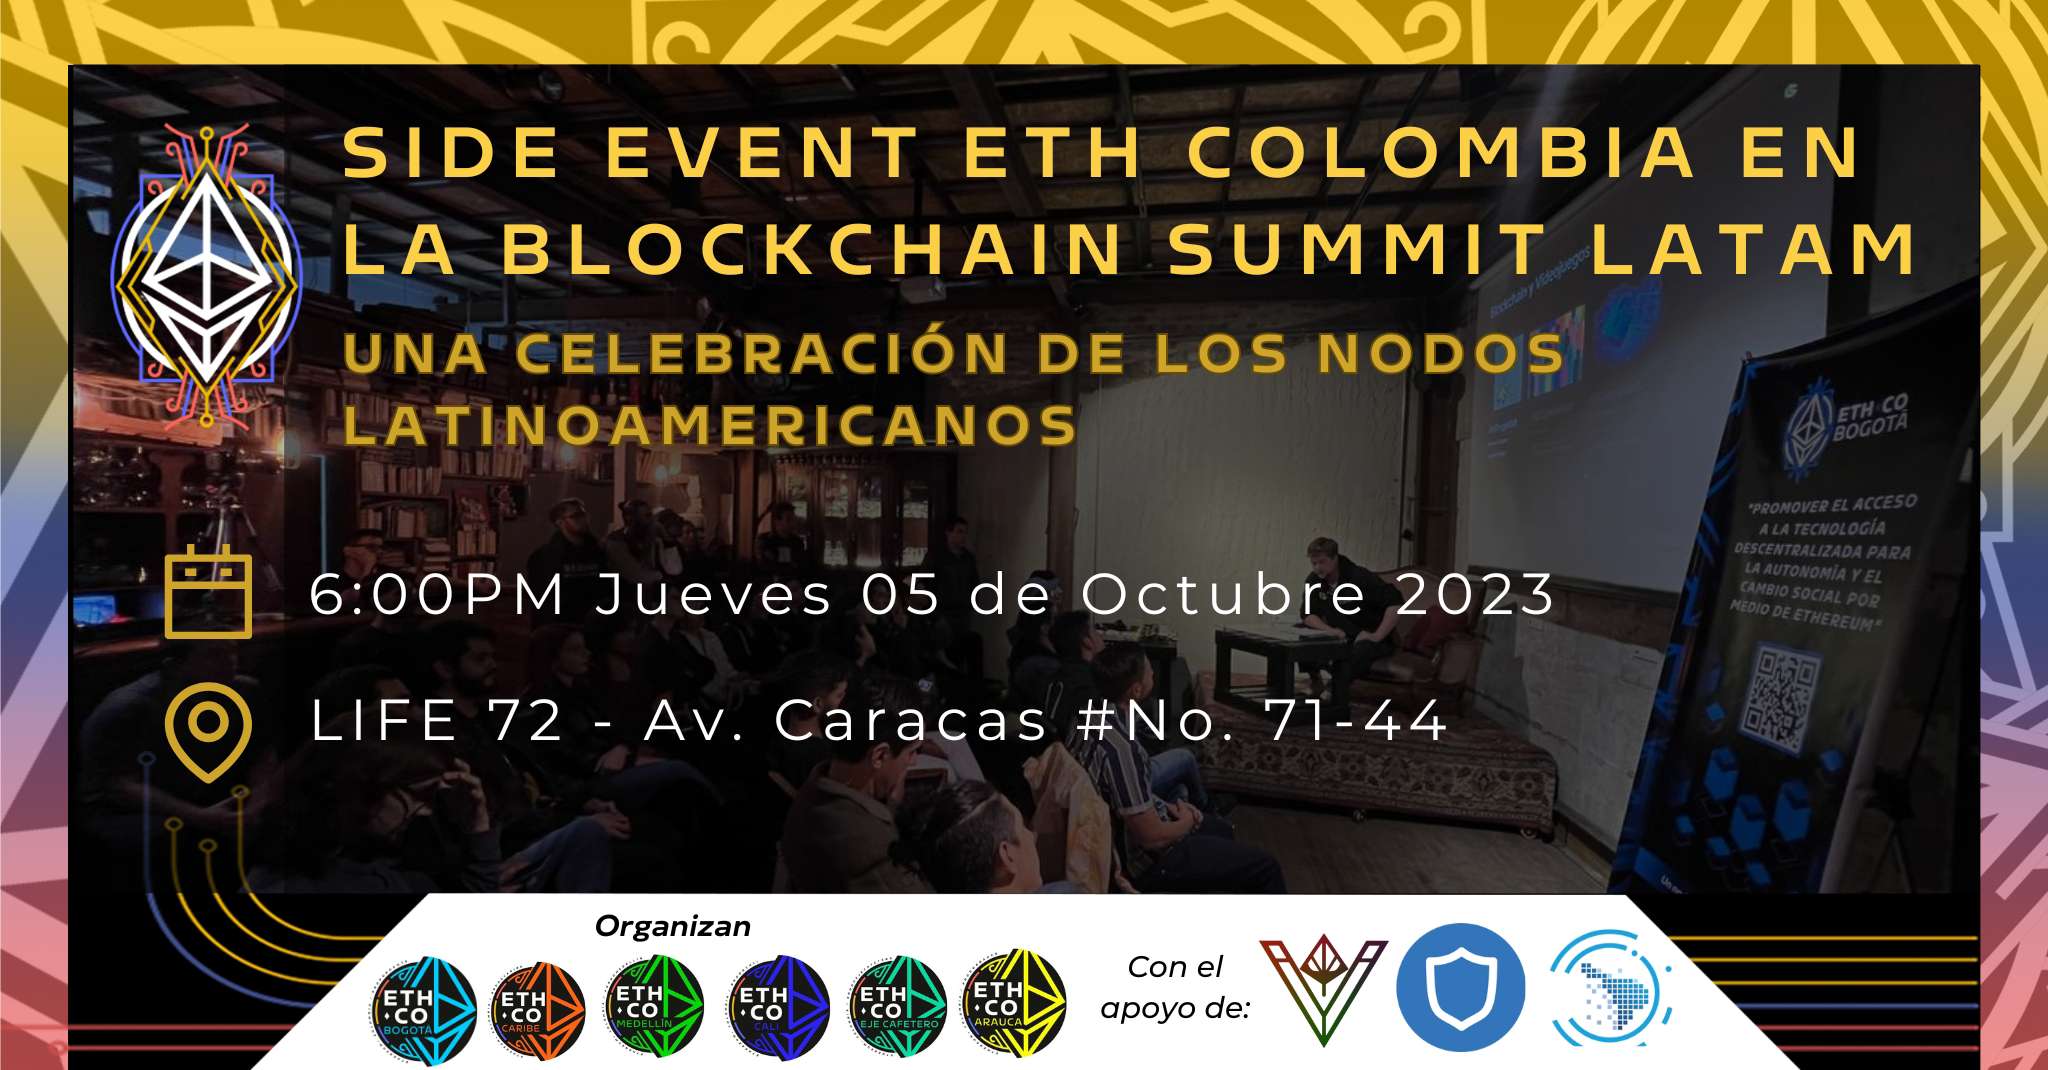 SIDE EVENT ETH COLOMBIA EN
LA BLOCKCHAIN SUMMIT LATAM
UNA CELEBRACIÓN DE LOS NODOS
LATINOAMERICANOS
Blockchain y Videojuegos
ETH CO
BOGOTÁ
"PROMOVER EL ACCESO
A LA TECNOLOGÍA
DESCENTRALIZADA PARA
LA AUTONOMÍA Y EL
CAMBIO SOCIAL POR
MEDIO DE ETHEREUM"
6:00PM Jueves 05 de Octubre 2023
LIFE 72 - Av. Caracas #No. 71-44
Organizan
ETH
CO
BOGOTÁ
ETH
CO
CARIBE
ETH
CO
MEDELLÍN
ETH
CO
CALI
ETH
CO
EJE CAFETERO
ETH
CO
ARAUCA
Con el
apoyo de: